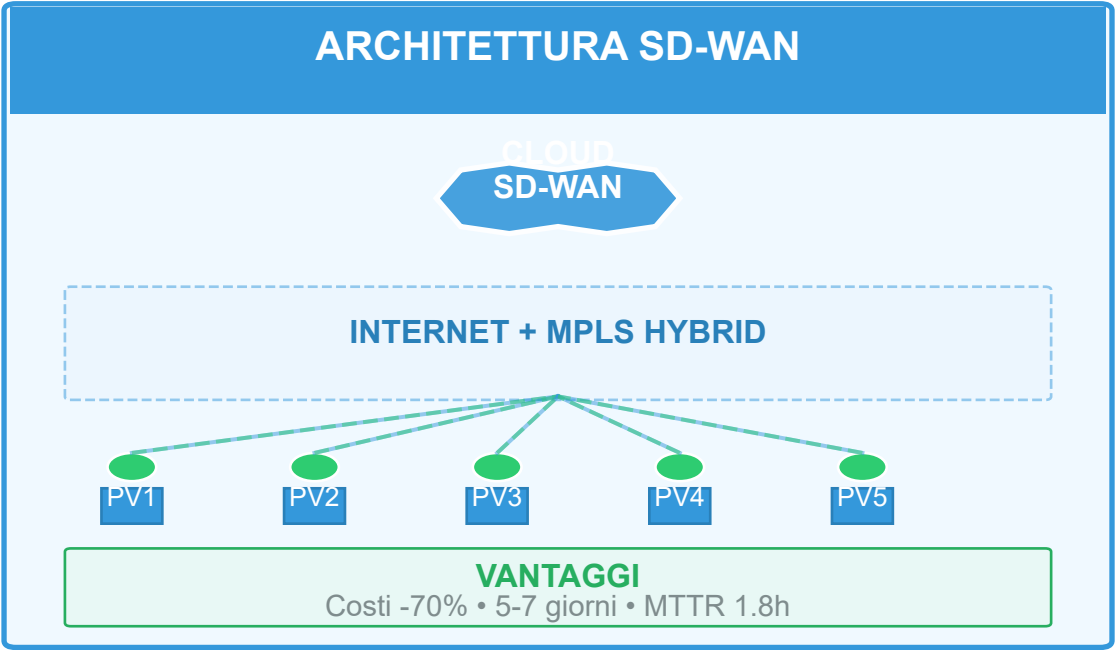 ARCHITETTURA SD-WAN
CLOUD
SD-WAN
INTERNET + MPLS HYBRID
PV1 PV2 PV3 PV4 PV5
VANTAGGI
Costi -70% • 5-7 giorni • MTTR 1.8h